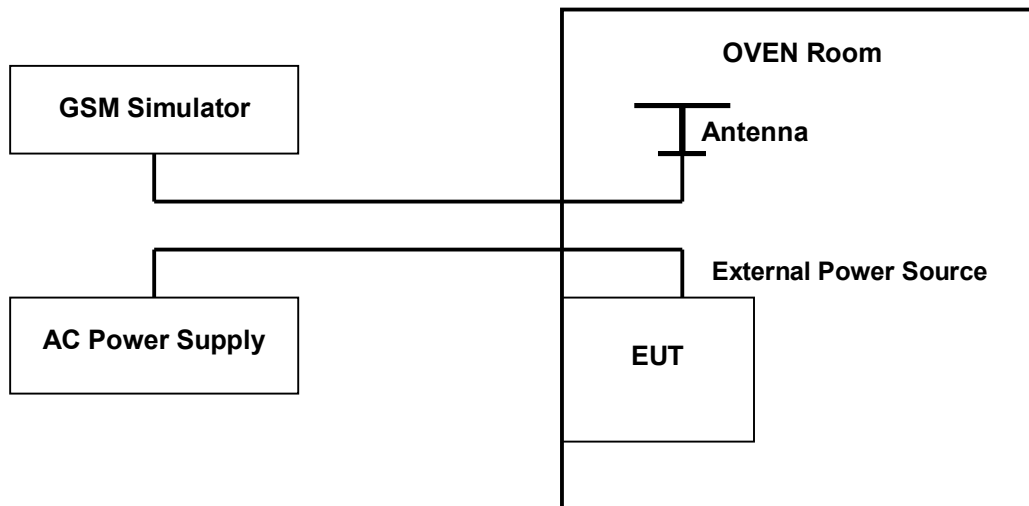 OVEN Room
GSM Simulator
Antenna
External Power Source
AC Power Supply
EUT